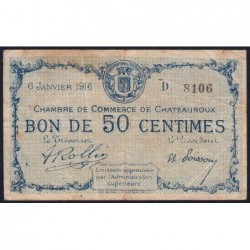 6 JANVIER 1916 D. 8106
CHAMBRE DE COMMERCE DE CHATEAUROUX
BON DE 50 CENTIMES
Le Trésorier Le Président
Emission approuvée
par l'Administration
supérieure